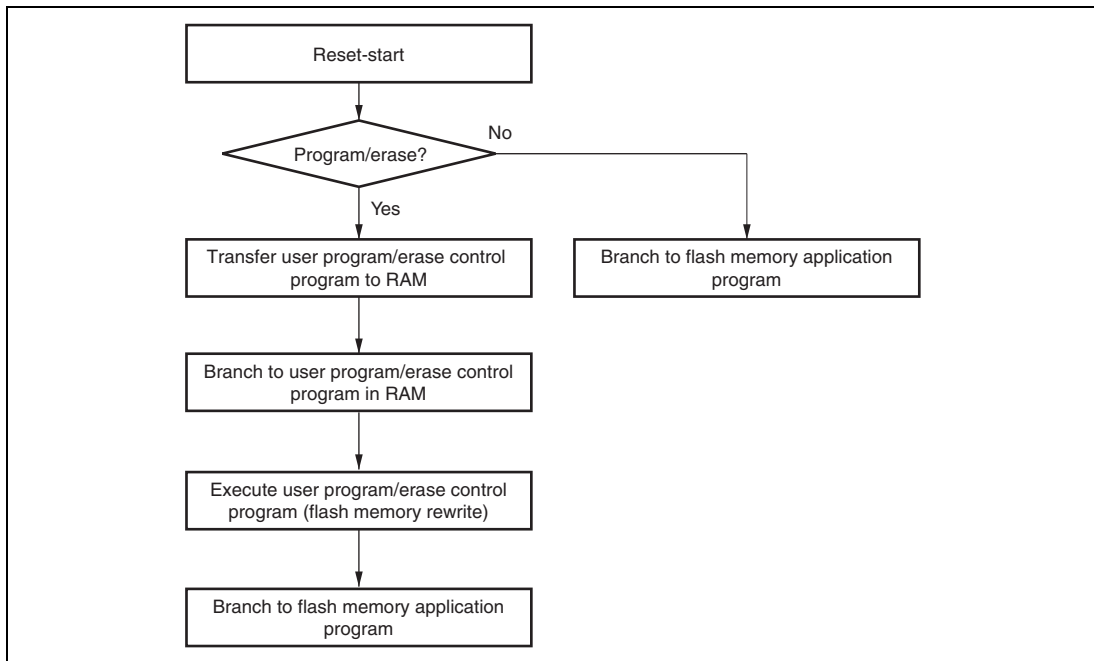 Reset-start
No
Program/erase?
Yes
Transfer user program/erase control
program to RAM
Branch to flash memory application
program
Branch to user program/erase control
program in RAM
Execute user program/erase control
program (flash memory rewrite)
Branch to flash memory application
program